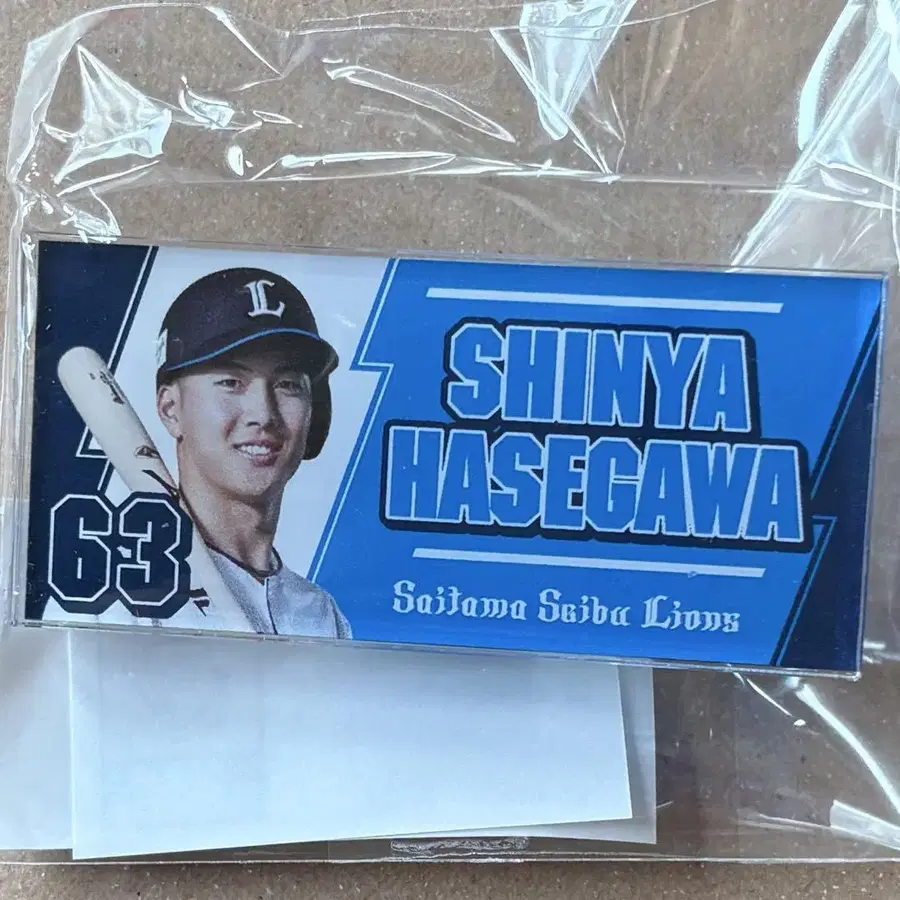 L
SHINYA
HASEGAWA
63
Saitama Seibu Lions